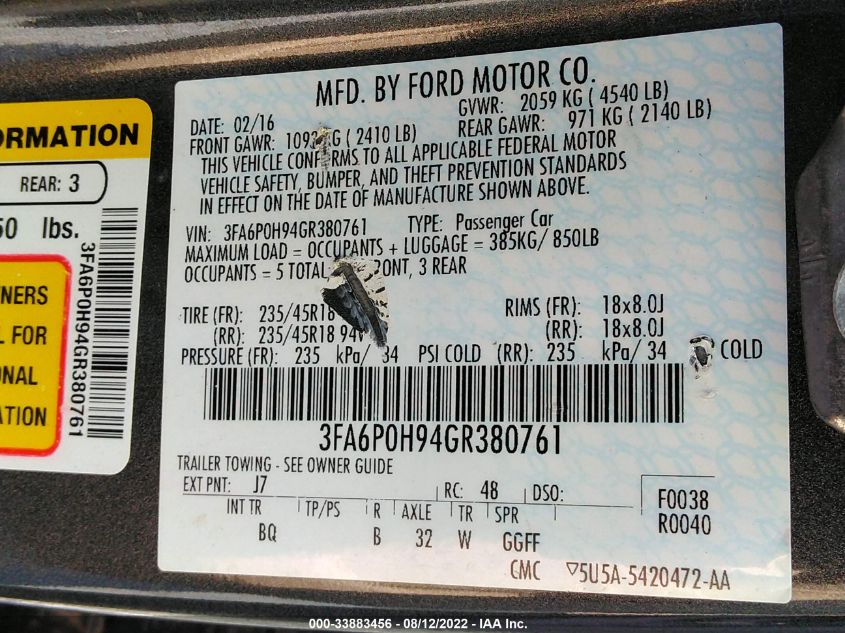 ORMATION
REAR: 3
50 lbs.
NERS
L FOR
ONAL
ATION
3FA6P0H94GR380761
MFD. BY FORD MOTOR CO.
DATE: 02/16 GVWR: 2059 KG ( 4540 LB)
FRONT GAWR: KG ( 2410 LB) REAR GAWR: 971 KG ( 2140 LB)
THIS VEHICLE CONFORMS TO ALL APPLICABLE FEDERAL MOTOR
VEHICLE SAFETY, BUMPER, AND THEFT PREVENTION STANDARDS
IN EFFECT ON THE DATE OF MANUFACTURE SHOWN ABOVE.
VIN: 3FA6P0H94GR380761 TYPE: Passenger Car
MAXIMUM LOAD = OCCUPANTS + LUGGAGE = 385KG/ 850LB
OCCUPANTS = 5 TOTAL, FRONT, 3 REAR
TIRE (FR): 235/45R18 RIMS (FR): 18x8.0J
(RR): 235/45R18 94V (RR): 18x8.0J
PRESSURE (FR): 235 kPa/ 34 PSI COLD (RR): 235 kPa/ 34 COLD
3FA6P0H94GR380761
TRAILER TOWING - SEE OWNER GUIDE
EXT PNT: J7 RC: 48 DSO: F0038
INT TR TP/PS R AXLE TR SPR R0040
BQ B 32 W GGFF
CMC ▽5U5A-5420472-AA
000-33883456 - 08/12/2022 - IAA Inc.